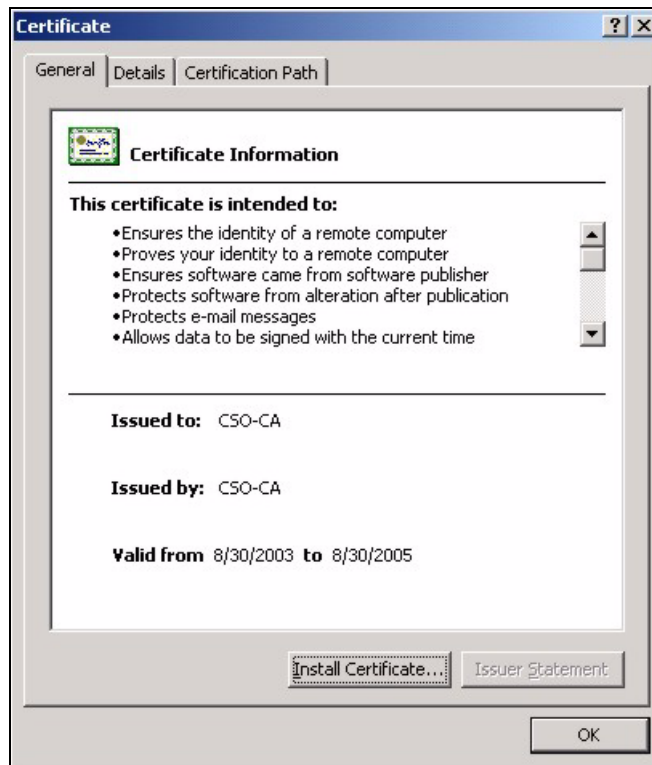 Certificate
General Details Certification Path
Certificate Information
This certificate is intended to:
•Ensures the identity of a remote computer
•Proves your identity to a remote computer
•Ensures software came from software publisher
•Protects software from alteration after publication
•Protects e-mail messages
•Allows data to be signed with the current time
Issued to: CSO-CA
Issued by: CSO-CA
Valid from 8/30/2003 to 8/30/2005
Install Certificate... Issuer Statement
OK